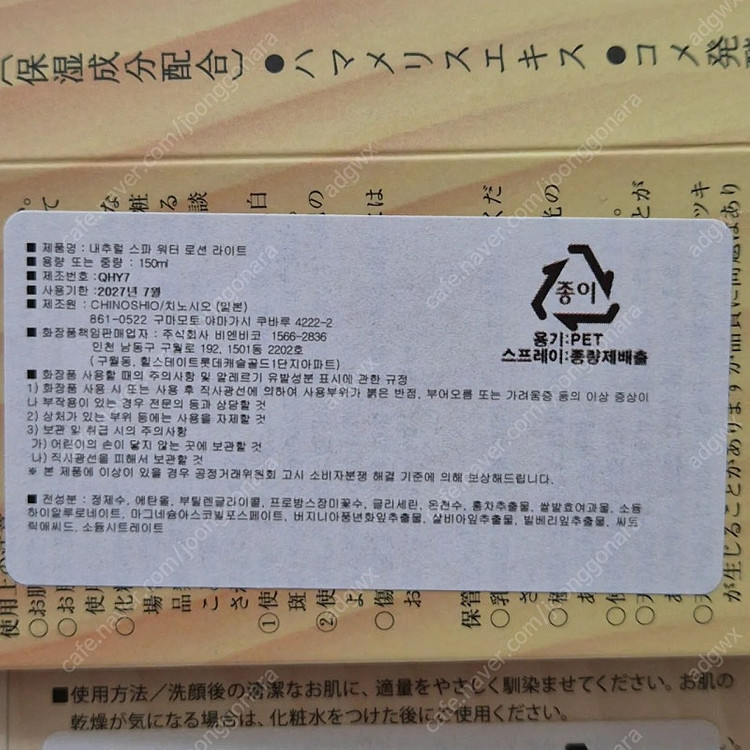 〔保湿成分配合〕●ハマメリスエキス ●コメ発
■ 제품명 : 내추럴 스파 워터 로션 라이트
■ 용량 또는 중량 : 150ml
■ 제조번호 : QHY7
■ 사용기한 : 2027년 7월
■ 제조원 : CHINOSHIO/치노시오 (일본)
861-0522 구마모토 야마가시 쿠바루 4222-2
■ 화장품책임판매업자 : 주식회사 비엔비코 1566-2836
인천 남동구 구월로 192, 1501동 2202호
(구월동, 힐스테이트롯데캐슬골드1단지아파트)
■ 화장품 사용할 때의 주의사항 및 알레르기 유발성분 표시에 관한 규정
1) 화장품 사용 시 또는 사용 후 직사광선에 의하여 사용부위가 붉은 반점, 부어오름 또는 가려움증 등의 이상 증상이
나 부작용이 있는 경우 전문의 등과 상담할 것
2) 상처가 있는 부위 등에는 사용을 자제할 것
3) 보관 및 취급 시의 주의사항
가) 어린이의 손이 닿지 않는 곳에 보관할 것
나) 직사광선을 피해서 보관할 것
※ 본 제품에 이상이 있을 경우 공정거래위원회 고시 소비자분쟁 해결 기준에 의해 보상해드립니다.
■ 전성분 : 정제수, 에탄올, 부틸렌글라이콜, 프로방스장미꽃수, 글리세린, 온천수, 홍차추출물, 쌀발효여과물, 소듐
하이알루로네이트, 마그네슘아스코빌포스페이트, 버지니아풍년화잎추출물, 살비아잎추출물, 빌베리잎추출물, 씨트
릭애씨드, 소듐시트레이트
종이
용기:PET
스프레이:종량제배출
■使用方法／洗顔後の清潔なお肌に、適量をやさしく馴染ませてください。お肌の
乾燥が気になる場合は、化粧水をつけた後にご使用ください。
cafe.naver.com/joonggonara
adgwx